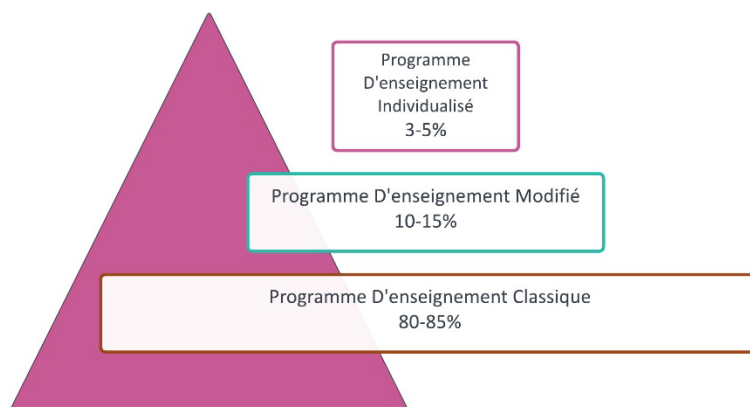 Programme
D'enseignement
Individualisé
3-5%
Programme D'enseignement Modifié
10-15%
Programme D'enseignement Classique
80-85%